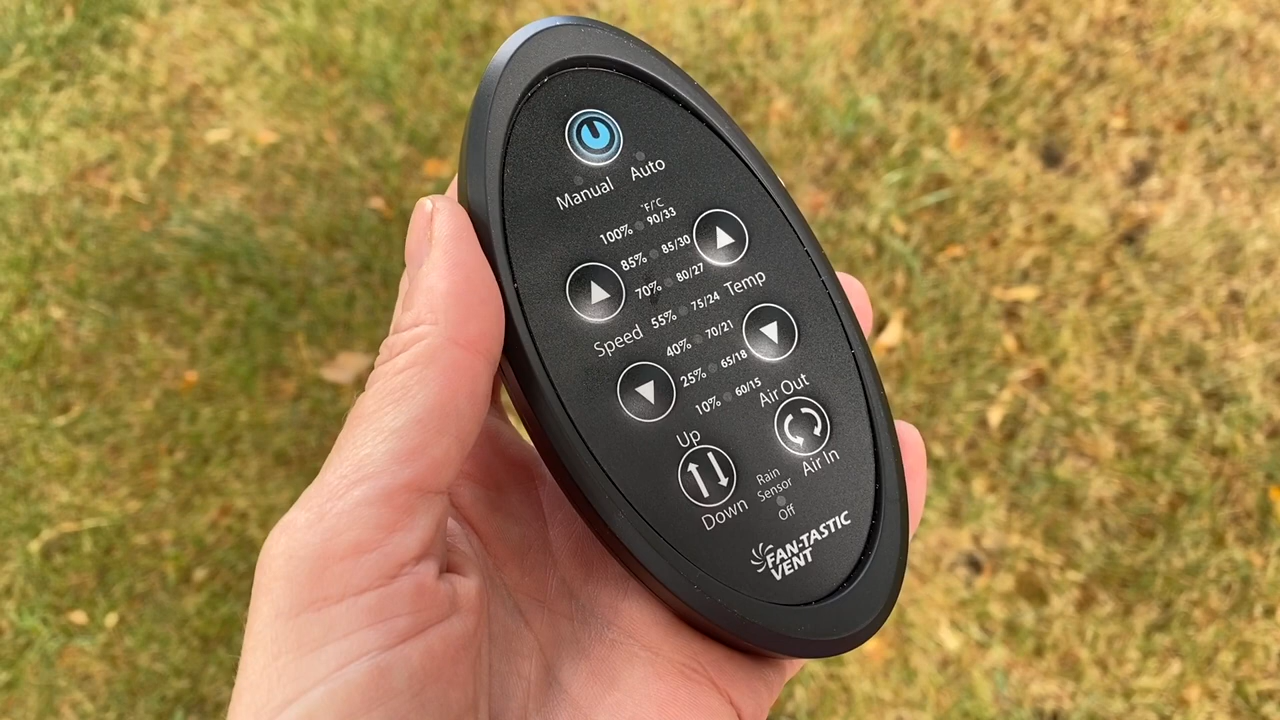 Manual Auto
°F/°C
100% 90/33
85% 85/30
70% 80/27
Temp
55% 75/24
Speed
40% 70/21
25% 65/18
10% 60/15
Air Out
Up
Air In
Rain
Sensor
Down
Off
FAN-TASTIC
VENT